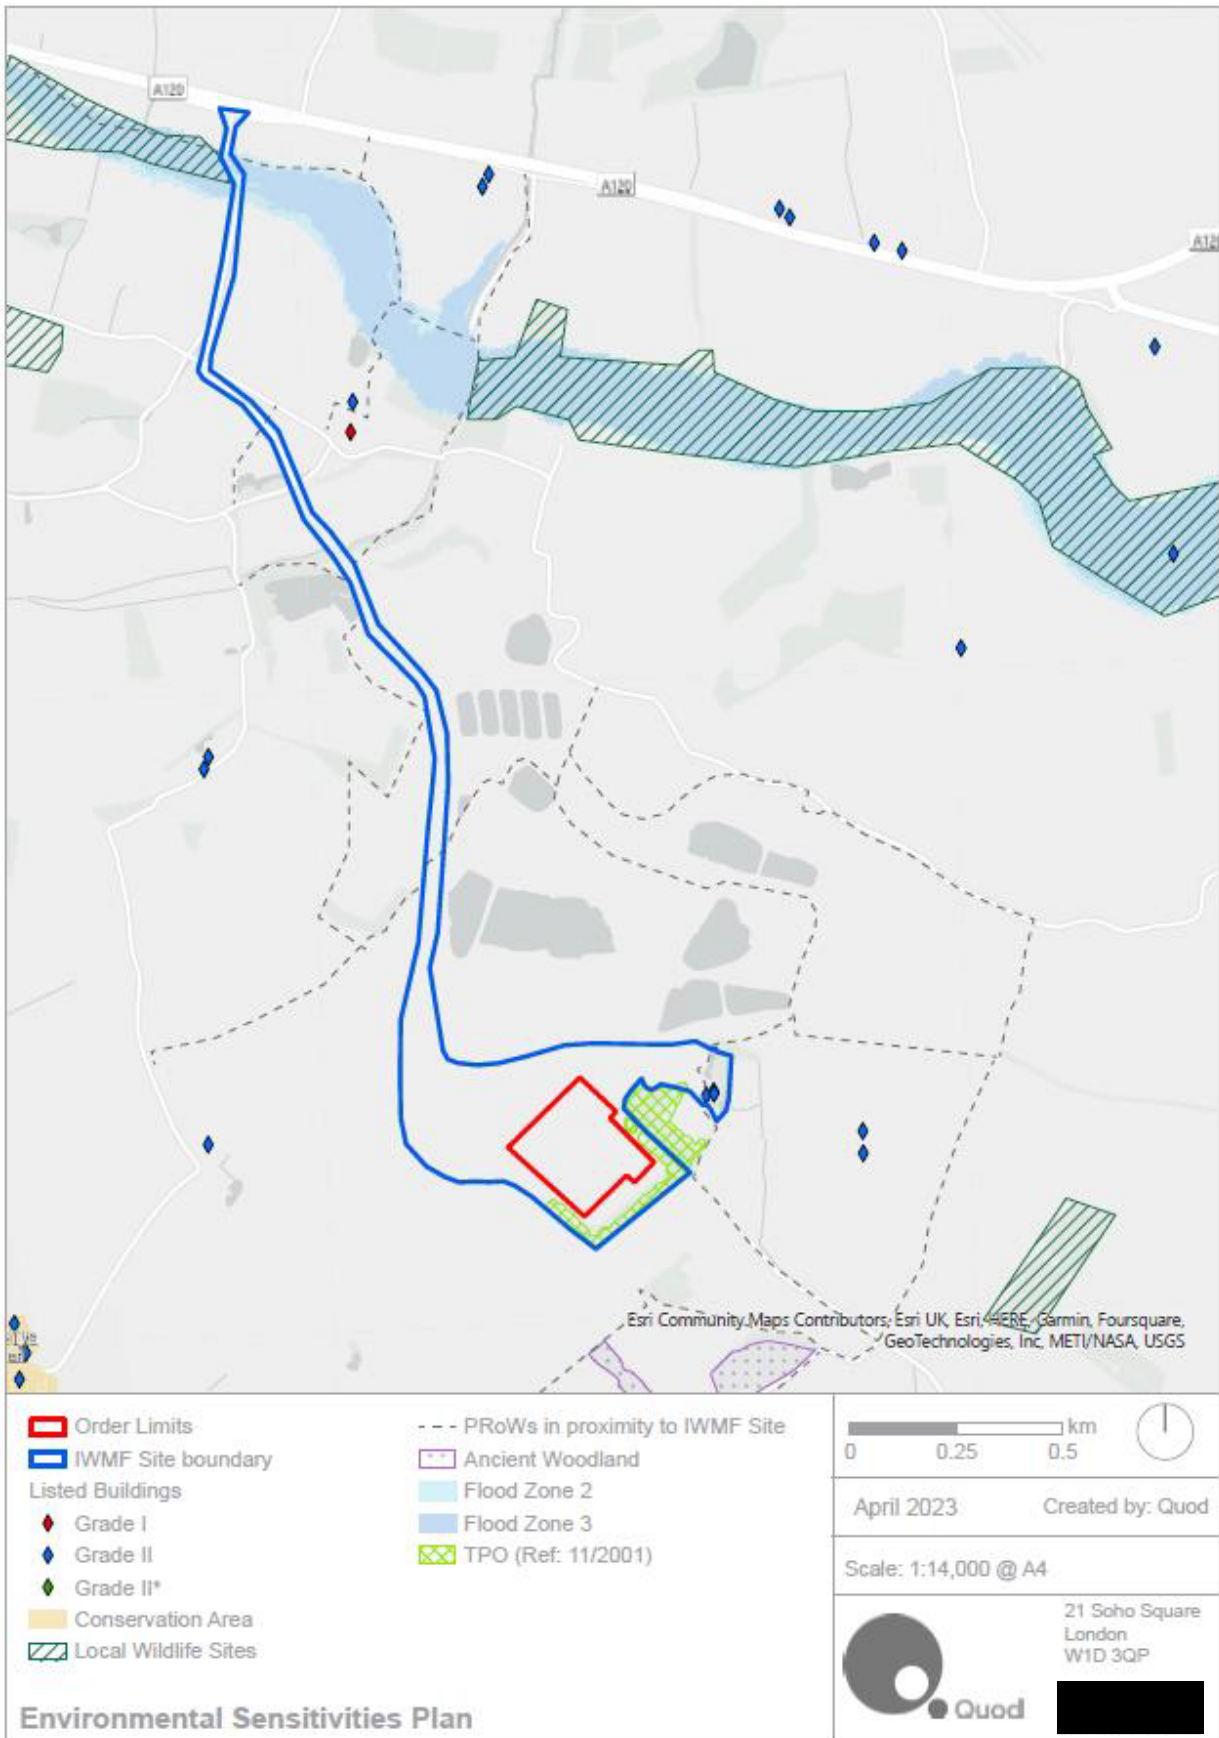 A120
A120
A120
Esri Community Maps Contributors, Esri UK, Esri, HERE, Garmin, Foursquare,
GeoTechnologies, Inc, METI/NASA, USGS
Order Limits
IWMF Site boundary
Listed Buildings
Grade I
Grade II
Grade II*
Conservation Area
Local Wildlife Sites
PRoWs in proximity to IWMF Site
Ancient Woodland
Flood Zone 2
Flood Zone 3
TPO (Ref: 11/2001)
km
0 0.25 0.5
April 2023 Created by: Quod
Scale: 1:14,000 @ A4
21 Soho Square
London
W1D 3QP
Quod
Environmental Sensitivities Plan